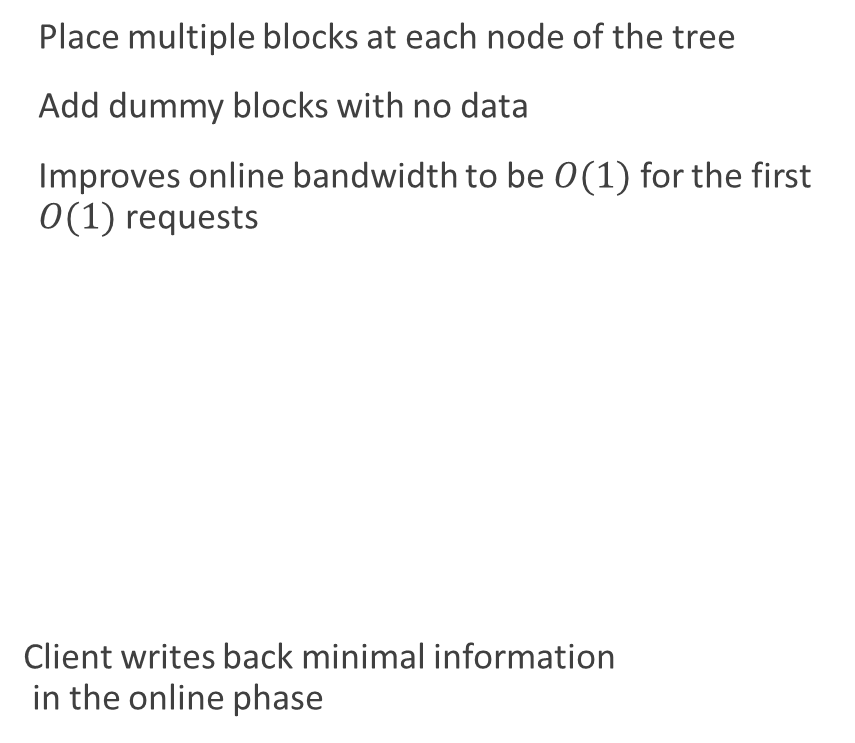 Place multiple blocks at each node of the tree
Add dummy blocks with no data
Improves online bandwidth to be O(1) for the first
O(1) requests
Client writes back minimal information
in the online phase